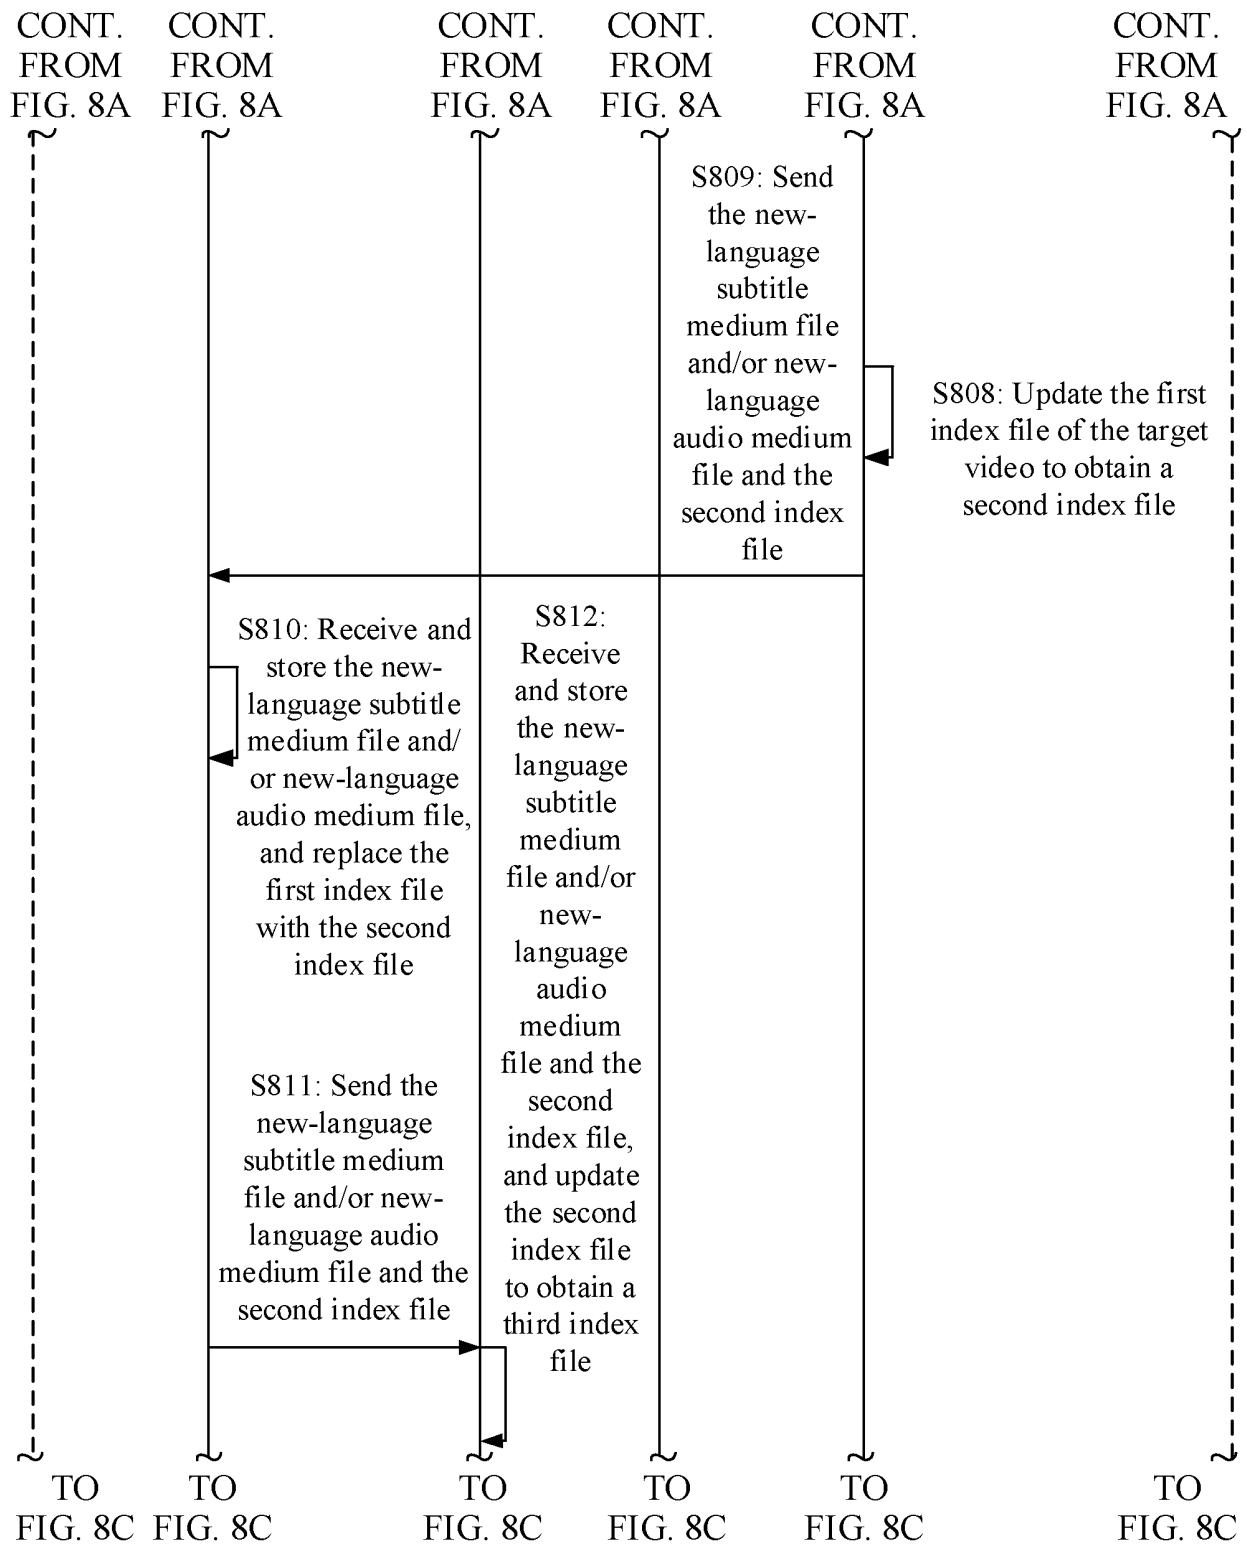 CONT.
FROM
FIG. 8A
CONT.
FROM
FIG. 8A
CONT.
FROM
FIG. 8A
CONT.
FROM
FIG. 8A
CONT.
FROM
FIG. 8A
CONT.
FROM
FIG. 8A
S809: Send
the new-
language
subtitle
medium file
and/or new-
language
audio medium
file and the
second index
file
S808: Update the first
index file of the target
video to obtain a
second index file
S810: Receive and
store the new-
language subtitle
medium file and/
or new-language
audio medium file,
and replace the
first index file
with the second
index file
S812:
Receive
and store
the new-
language
subtitle
medium
file and/or
new-
language
audio
medium
file and the
second
index file,
and update
the second
index file
to obtain a
third index
file
S811: Send the
new-language
subtitle medium
file and/or new-
language audio
medium file and the
second index file
TO
FIG. 8C
TO
FIG. 8C
TO
FIG. 8C
TO
FIG. 8C
TO
FIG. 8C
TO
FIG. 8C